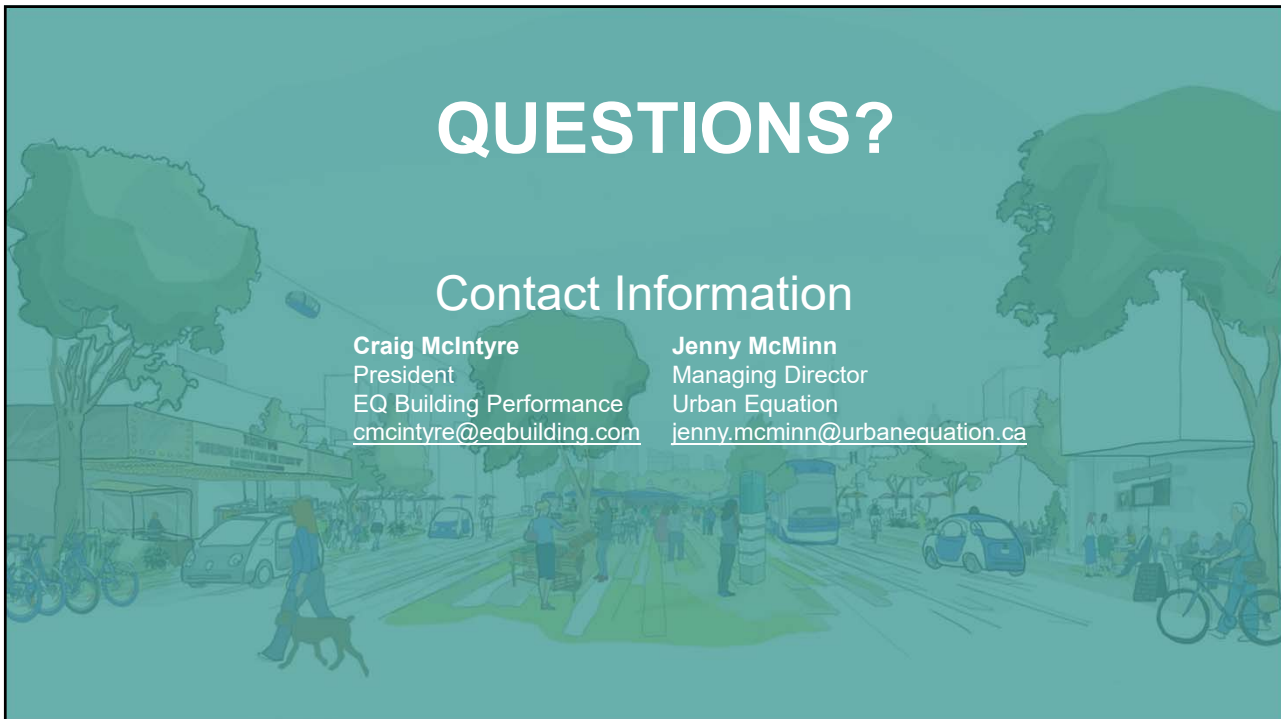 QUESTIONS?
Contact Information
Craig McIntyre
President
EQ Building Performance
cmcintyre@eqbuilding.com
Jenny McMinn
Managing Director
Urban Equation
jenny.mcminn@urbanequation.ca